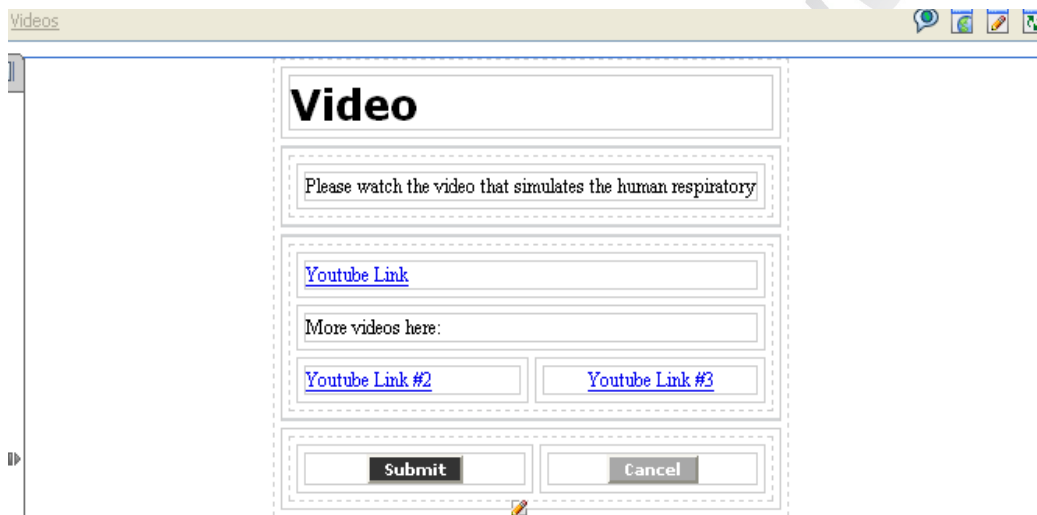 Videos
Video
Please watch the video that simulates the human respiratory
Youtube Link
More videos here:
Youtube Link #2
Youtube Link #3
Submit
Cancel